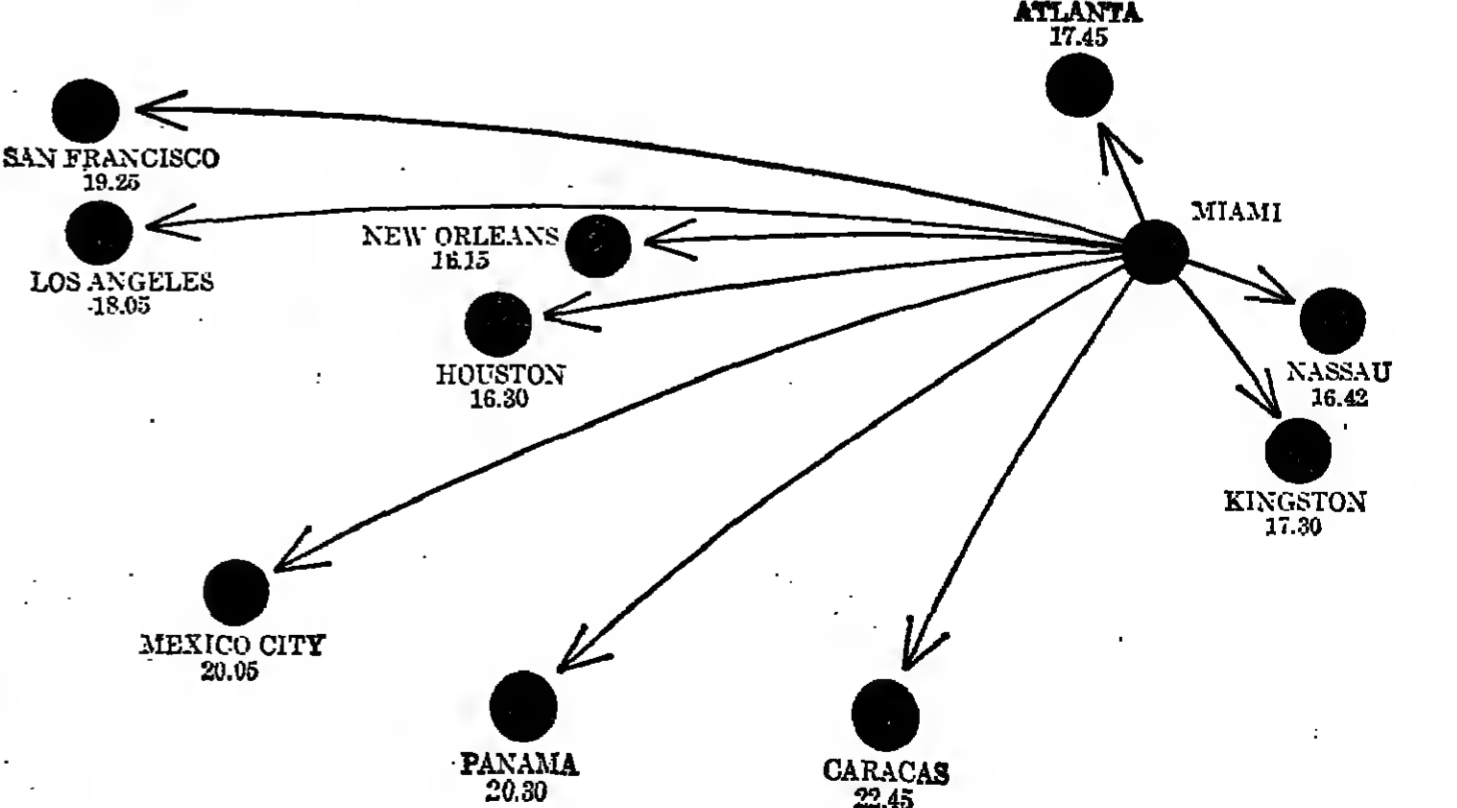 ATLANTA
17.45
SAN FRANCISCO
19.25
MIAMI
NEW ORLEANS
16.15
LOS ANGELES
18.05
HOUSTON
16.30
NASSAU
16.42
KINGSTON
17.30
MEXICO CITY
20.05
PANAMA
20.30
CARACAS
22.45